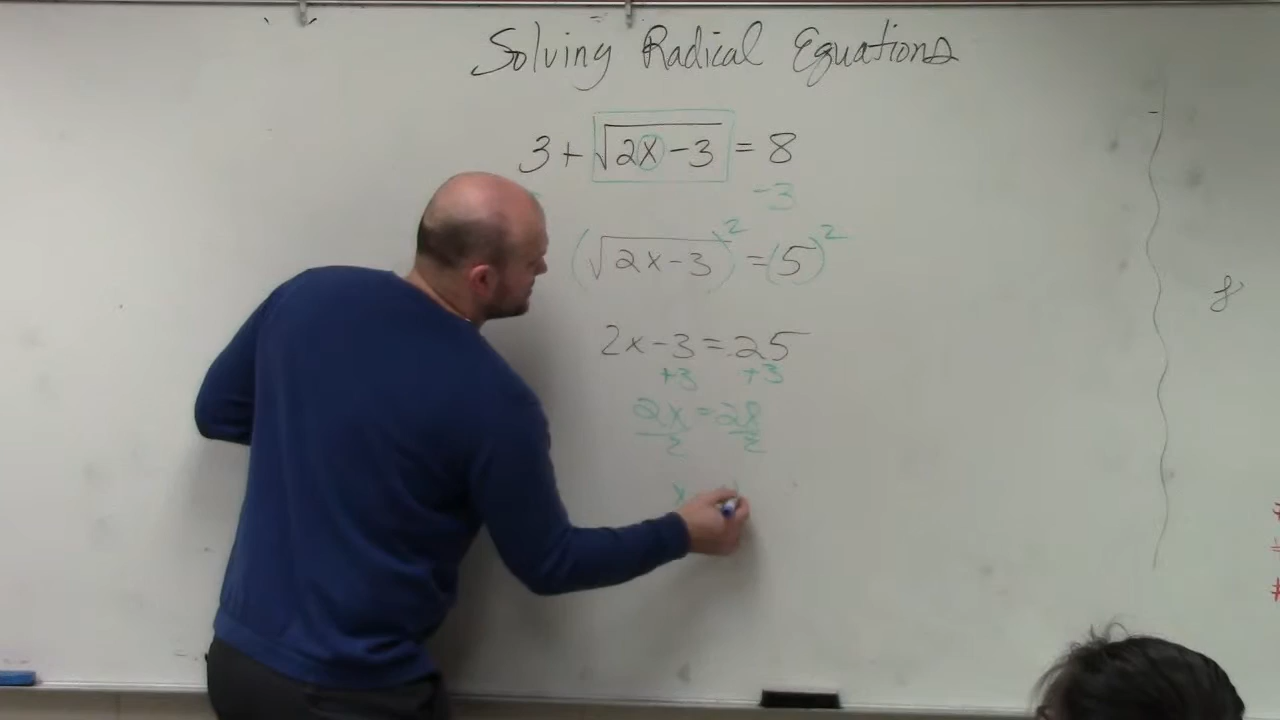 Solving Radical Equations
3 + √2x - 3 = 8
-3
(√2x - 3)² = (5)²
2x - 3 = 25
+3 +3
2x = 28
2 2
x
8